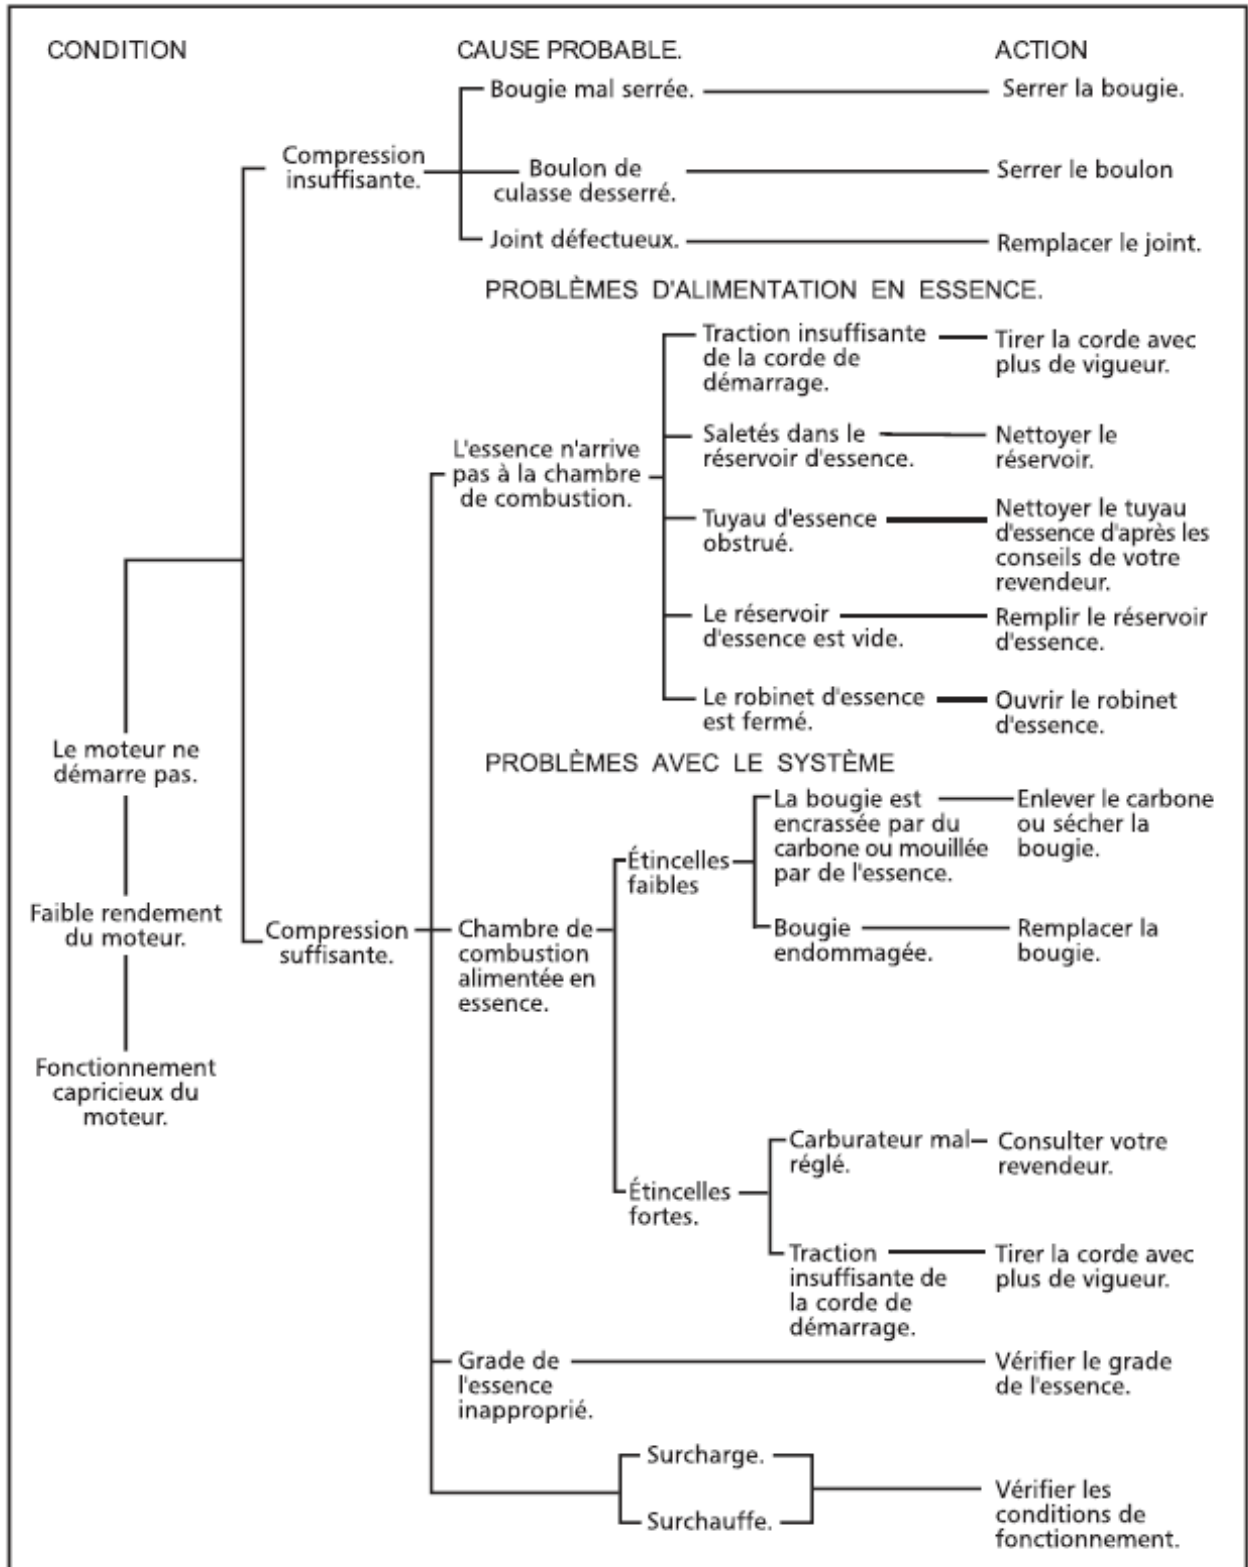 CONDITION
CAUSE PROBABLE.
ACTION
Bougie mal serrée.
Serrer la bougie.
Compression
insuffisante.
Boulon de
culasse desserré.
Serrer le boulon
Joint défectueux.
Remplacer le joint.
PROBLÈMES D'ALIMENTATION EN ESSENCE.
Traction insuffisante
de la corde de
démarrage.
Tirer la corde avec
plus de vigueur.
L'essence n'arrive
pas à la chambre
de combustion.
Saletés dans le
réservoir d'essence.
Nettoyer le
réservoir.
Tuyau d'essence
obstrué.
Nettoyer le tuyau
d'essence d'après les
conseils de votre
revendeur.
Le réservoir
d'essence est vide.
Remplir le réservoir
d'essence.
Le robinet d'essence
est fermé.
Ouvrir le robinet
d'essence.
Le moteur ne
démarre pas.
PROBLÈMES AVEC LE SYSTÈME
La bougie est
encrassée par du
carbone ou mouillée
par de l'essence.
Enlever le carbone
ou sécher la
bougie.
Étincelles
faibles
Faible rendement
du moteur.
Compression
suffisante.
Chambre de
combustion
alimentée en
essence.
Bougie
endommagée.
Remplacer la
bougie.
Fonctionnement
capricieux du
moteur.
Carburateur mal
réglé.
Consulter votre
revendeur.
Étincelles
fortes.
Traction
insuffisante de
la corde de
démarrage.
Tirer la corde avec
plus de vigueur.
Grade de
l'essence
inapproprié.
Vérifier le grade
de l'essence.
Surcharge.
Surchauffe.
Vérifier les
conditions de
fonctionnement.